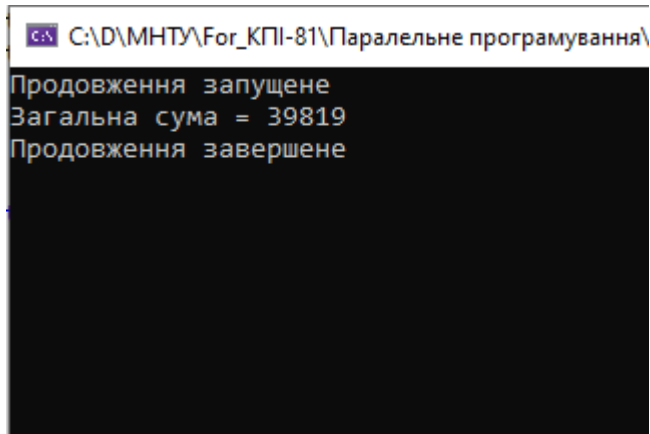 C:\D\МНТУ\For_КПІ-81\Паралельне програмування\
Продовження запущене
Загальна сума = 39819
Продовження завершене